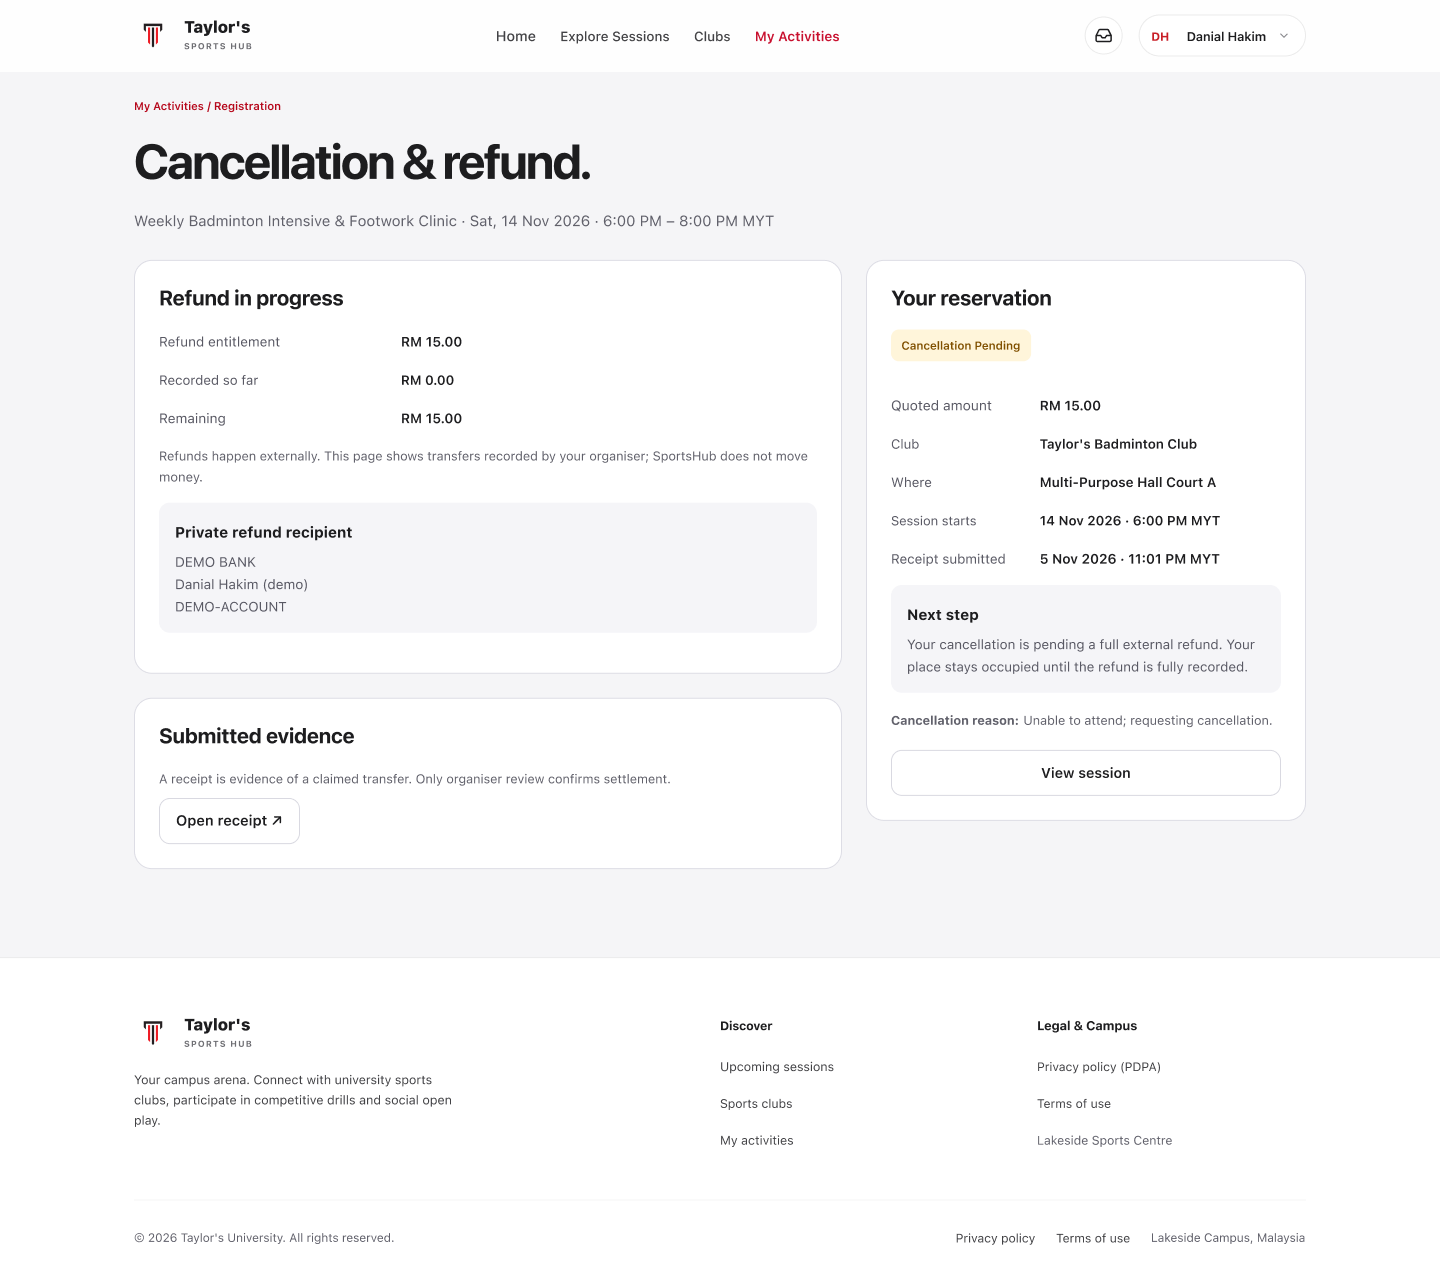 Taylor's
SPORTS HUB
Home
Explore Sessions
Clubs
My Activities
DH
Danial Hakim
My Activities / Registration
Cancellation & refund.
Weekly Badminton Intensive & Footwork Clinic · Sat, 14 Nov 2026 · 6:00 PM – 8:00 PM MYT
Refund in progress
Refund entitlement RM 15.00
Recorded so far RM 0.00
Remaining RM 15.00
Refunds happen externally. This page shows transfers recorded by your organiser; SportsHub does not move
money.
Private refund recipient
DEMO BANK
Danial Hakim (demo)
DEMO-ACCOUNT
Submitted evidence
A receipt is evidence of a claimed transfer. Only organiser review confirms settlement.
Open receipt ↗
Your reservation
Cancellation Pending
Quoted amount RM 15.00
Club Taylor's Badminton Club
Where Multi-Purpose Hall Court A
Session starts 14 Nov 2026 · 6:00 PM MYT
Receipt submitted 5 Nov 2026 · 11:01 PM MYT
Next step
Your cancellation is pending a full external refund. Your
place stays occupied until the refund is fully recorded.
Cancellation reason: Unable to attend; requesting cancellation.
View session
Taylor's
SPORTS HUB
Your campus arena. Connect with university sports
clubs, participate in competitive drills and social open
play.
Discover
Upcoming sessions
Sports clubs
My activities
Legal & Campus
Privacy policy (PDPA)
Terms of use
Lakeside Sports Centre
© 2026 Taylor's University. All rights reserved.
Privacy policy
Terms of use
Lakeside Campus, Malaysia